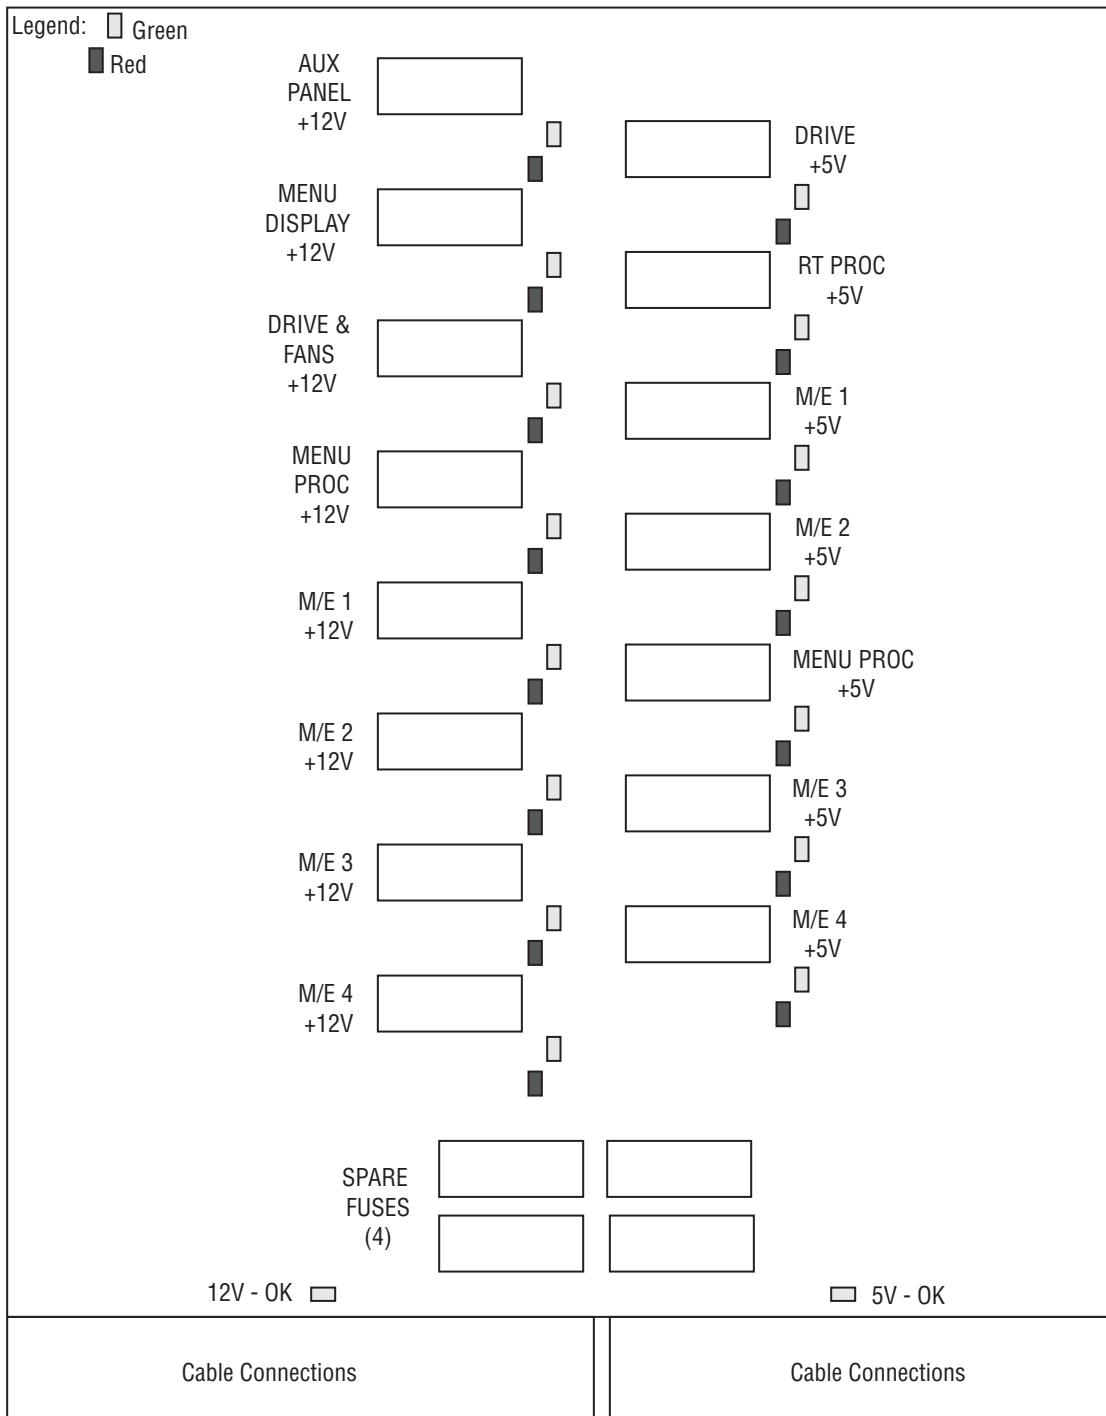 Legend: Green
Red
AUX
PANEL
+12V
MENU
DISPLAY
+12V
DRIVE &
FANS
+12V
MENU
PROC
+12V
M/E 1
+12V
M/E 2
+12V
M/E 3
+12V
M/E 4
+12V
DRIVE
+5V
RT PROC
+5V
M/E 1
+5V
M/E 2
+5V
MENU PROC
+5V
M/E 3
+5V
M/E 4
+5V
SPARE
FUSES
(4)
12V - OK
5V - OK
Cable Connections
Cable Connections